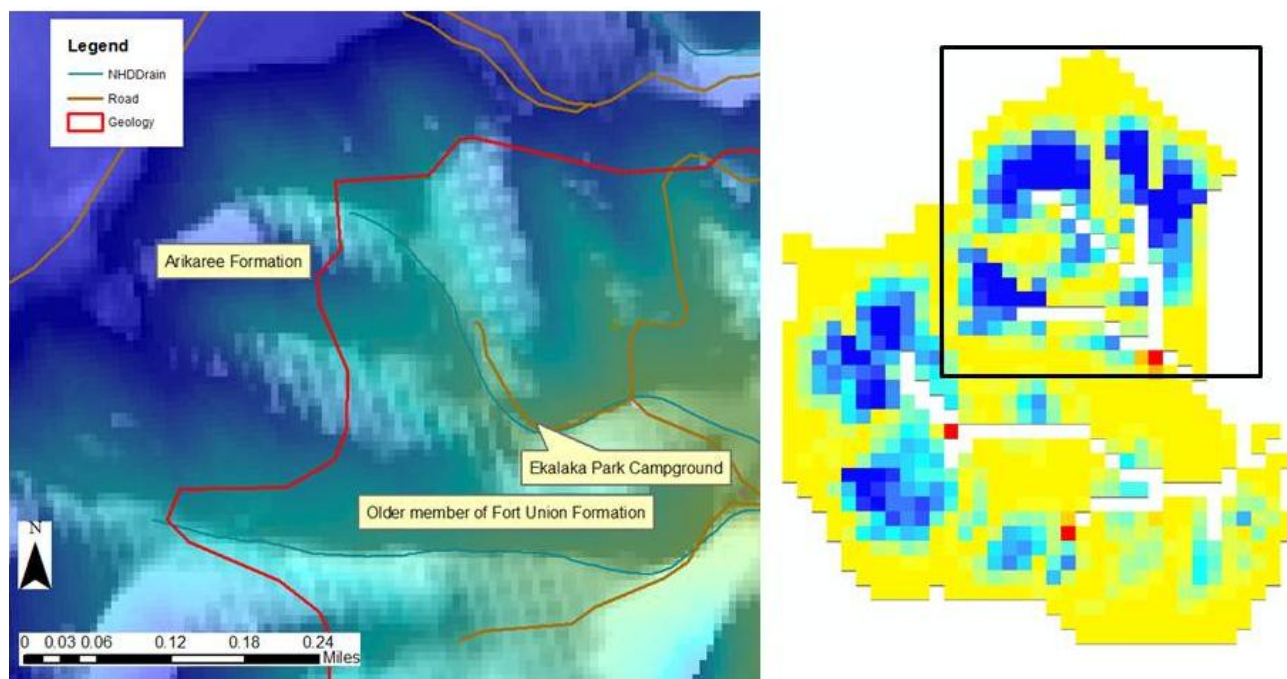 Legend
NHDDrain
Road
Geology
Arikaree Formation
Ekalaka Park Campground
Older member of Fort Union Formation
N
0 0.03 0.06 0.12 0.18 0.24
Miles